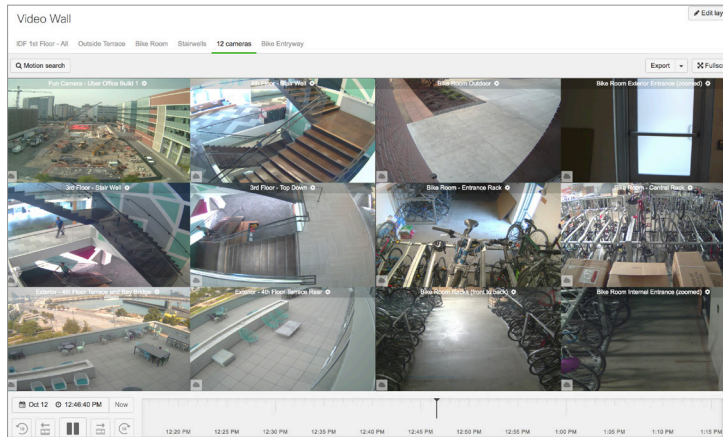 Video Wall
Edit lay
IDF 1st Floor - All Outside Terrace Bike Room Stairwells 12 cameras Bike Entryway
Motion search
Export
Fullsc
Fun Camera - Uber Office Build 1
4th Floor - Stair Well
Bike Room Outdoor
Bike Room Exterior Entrance (zoomed)
3rd Floor - Stair Well
3rd Floor - Top Down
Bike Room - Entrance Rack
Bike Room - Central Rack
Exterior - 4th Floor Terrace and Bay Bridge
Exterior - 4th Floor Terrace Rear
Bike Room Racks (front to back)
Bike Room Internal Entrance (zoomed)
Oct 12 12:46:40 PM Now
12:20 PM 12:25 PM 12:30 PM 12:35 PM 12:40 PM 12:45 PM 12:50 PM 12:55 PM 1:00 PM 1:05 PM 1:10 PM 1:15 PM